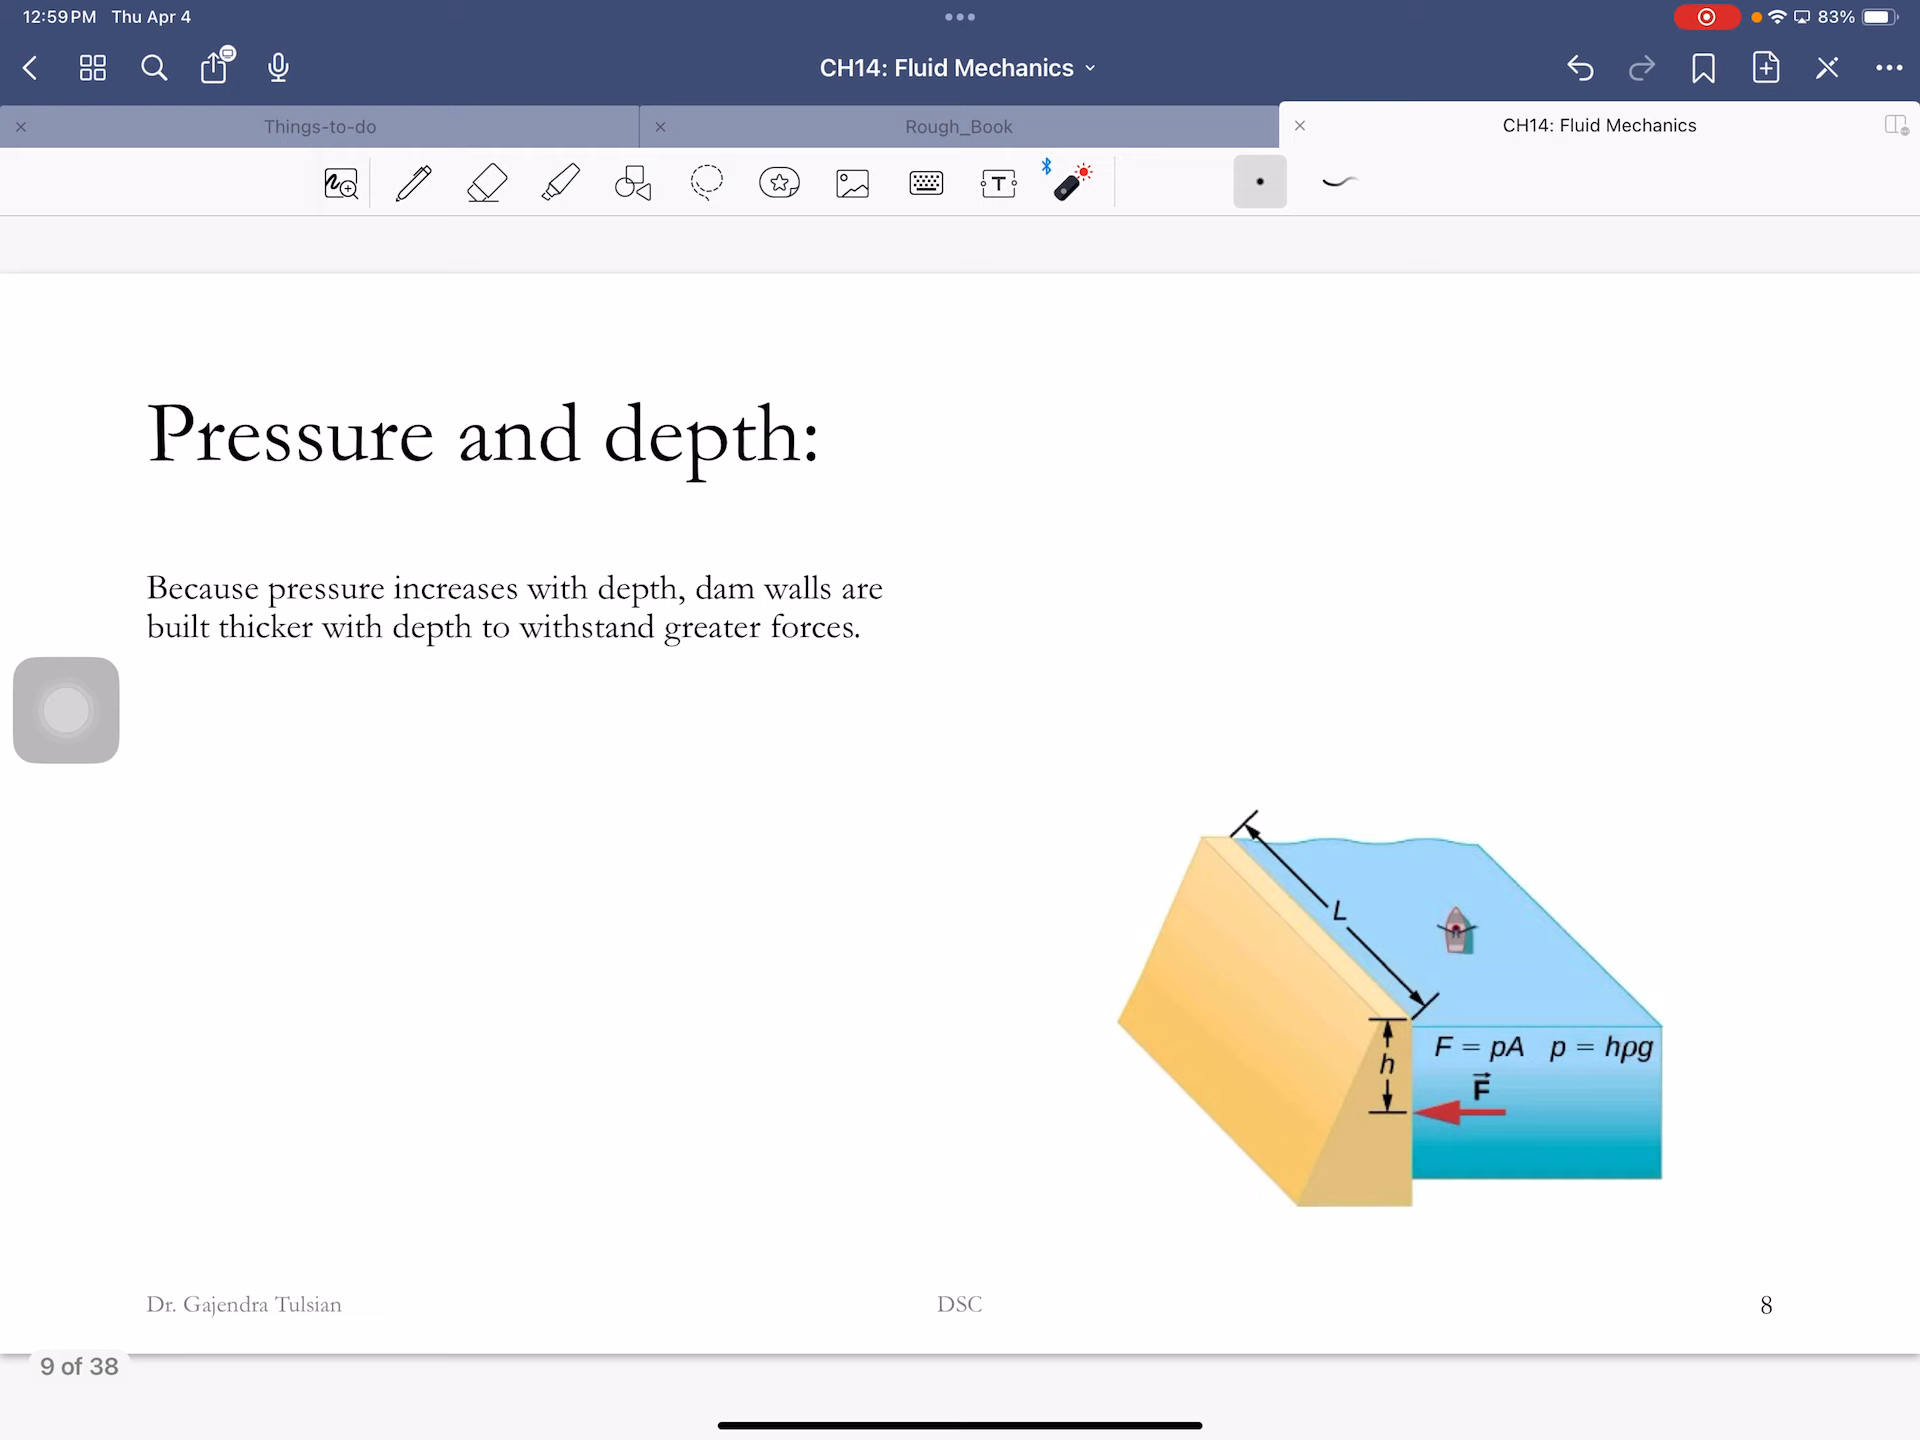 12:59 PM Thu Apr 4
83%
CH14: Fluid Mechanics
Things-to-do
Rough_Book
CH14: Fluid Mechanics
T
Pressure and depth:
Because pressure increases with depth, dam walls are
built thicker with depth to withstand greater forces.
L
h
F = pA p = hρg
F⃗
Dr. Gajendra Tulsian
DSC
8
9 of 38